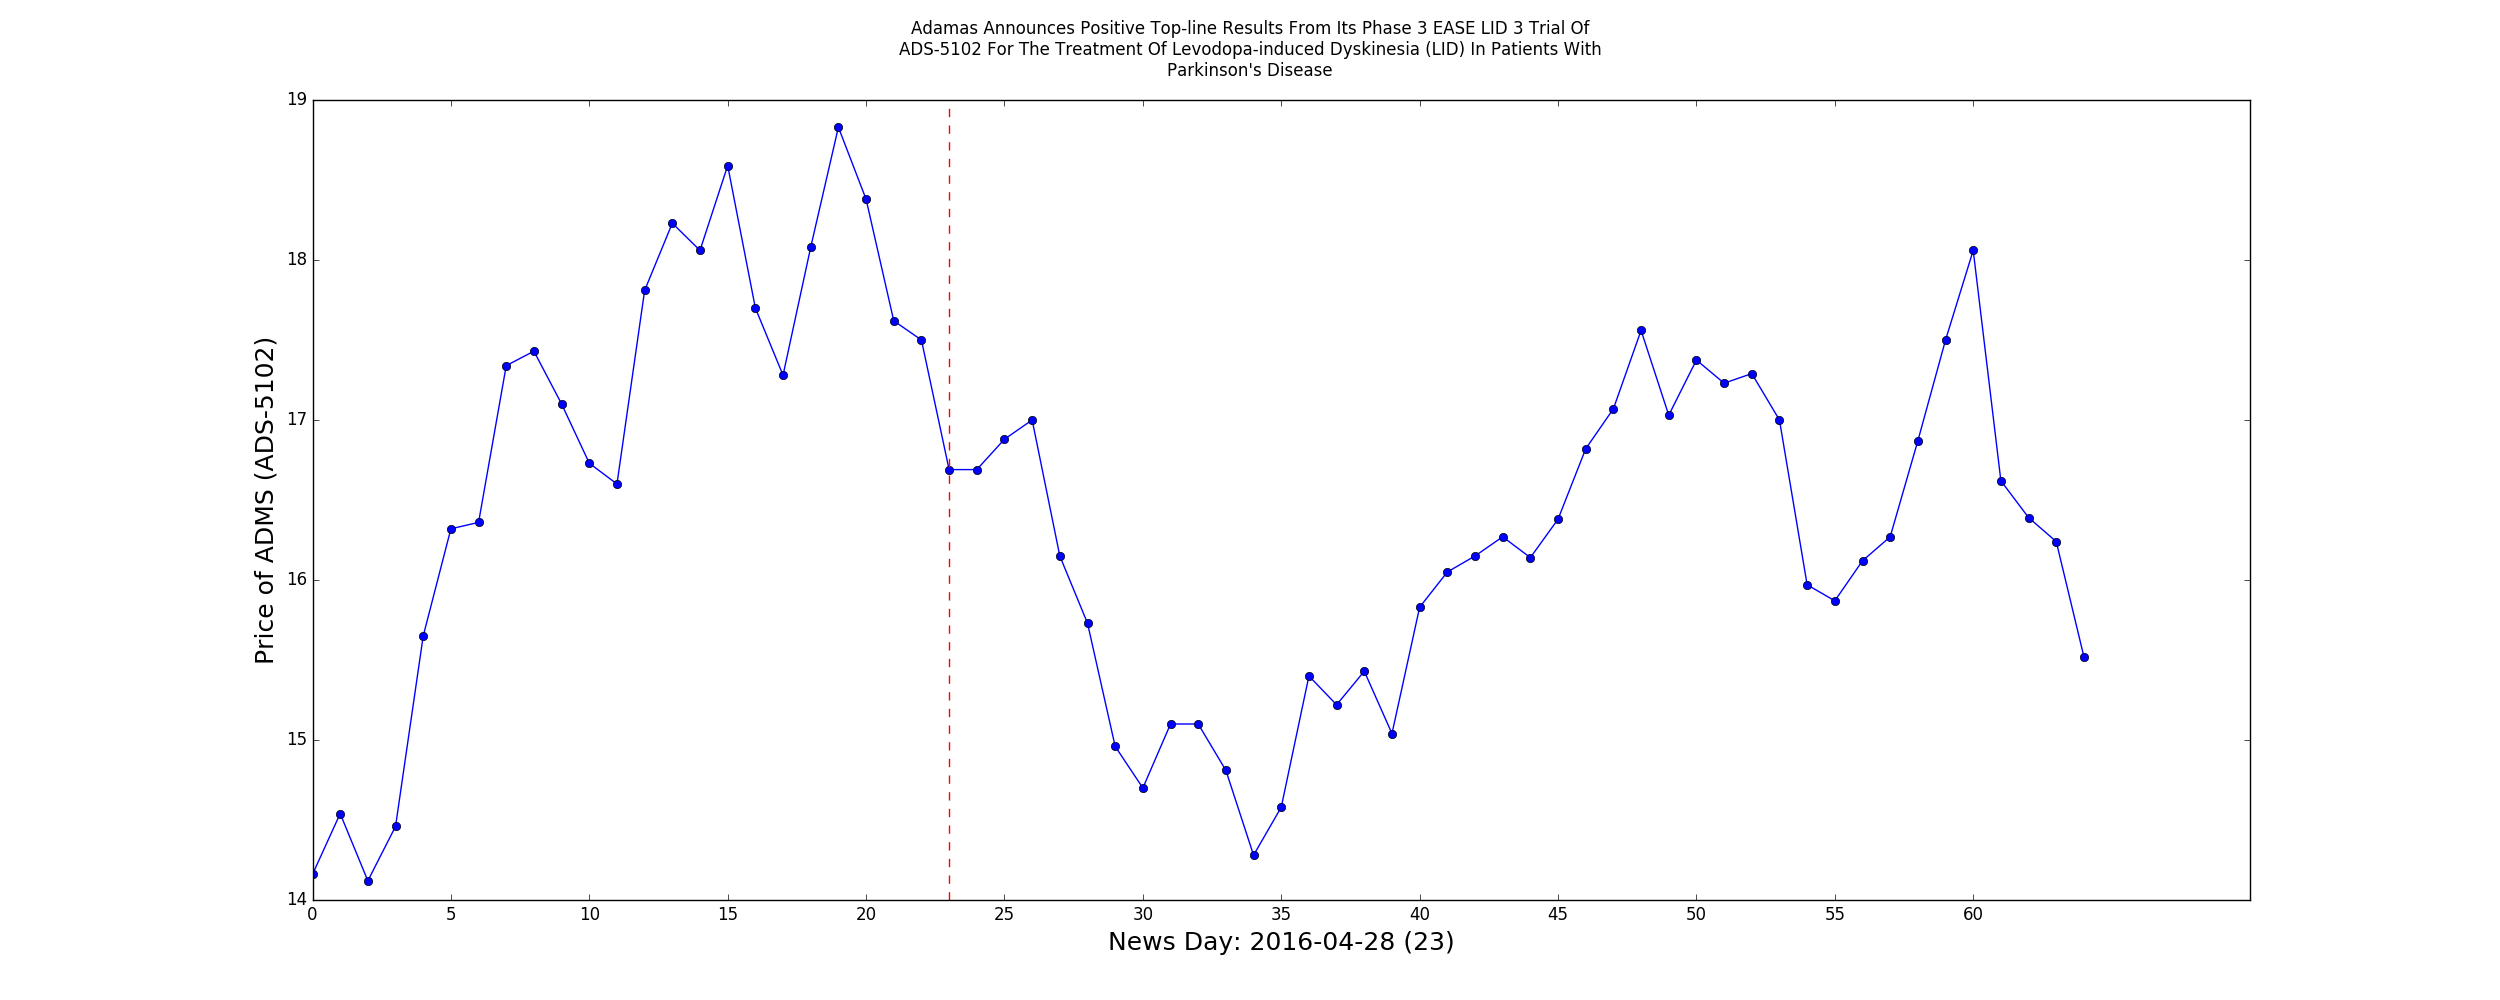 Adamas Announces Positive Top-line Results From Its Phase 3 EASE LID 3 Trial Of
ADS-5102 For The Treatment Of Levodopa-induced Dyskinesia (LID) In Patients With
Parkinson's Disease
19
18
17
16
15
14
Price of ADMS (ADS-5102)
0 5 10 15 20 25 30 35 40 45 50 55 60
News Day: 2016-04-28 (23)